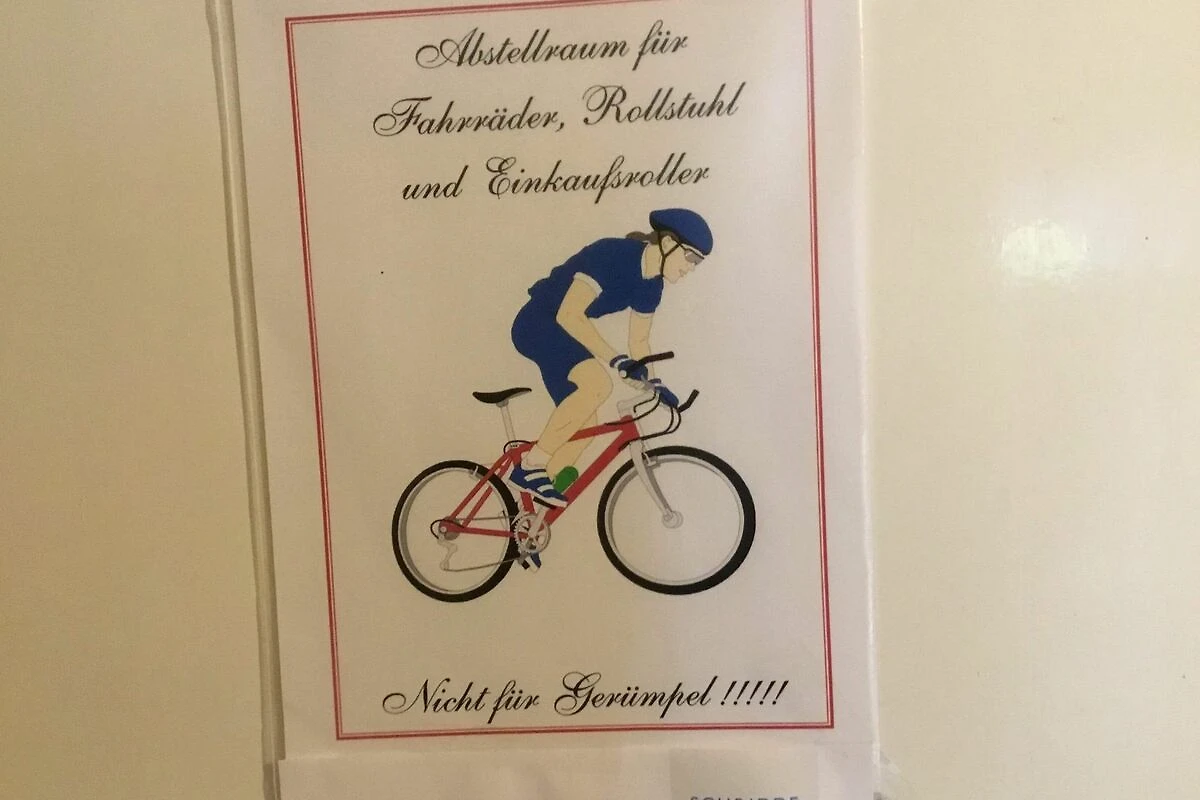 Abstellraum für
Fahrräder, Rollstuhl
und Einkaufsroller
Nicht für Gerümpel !!!!!